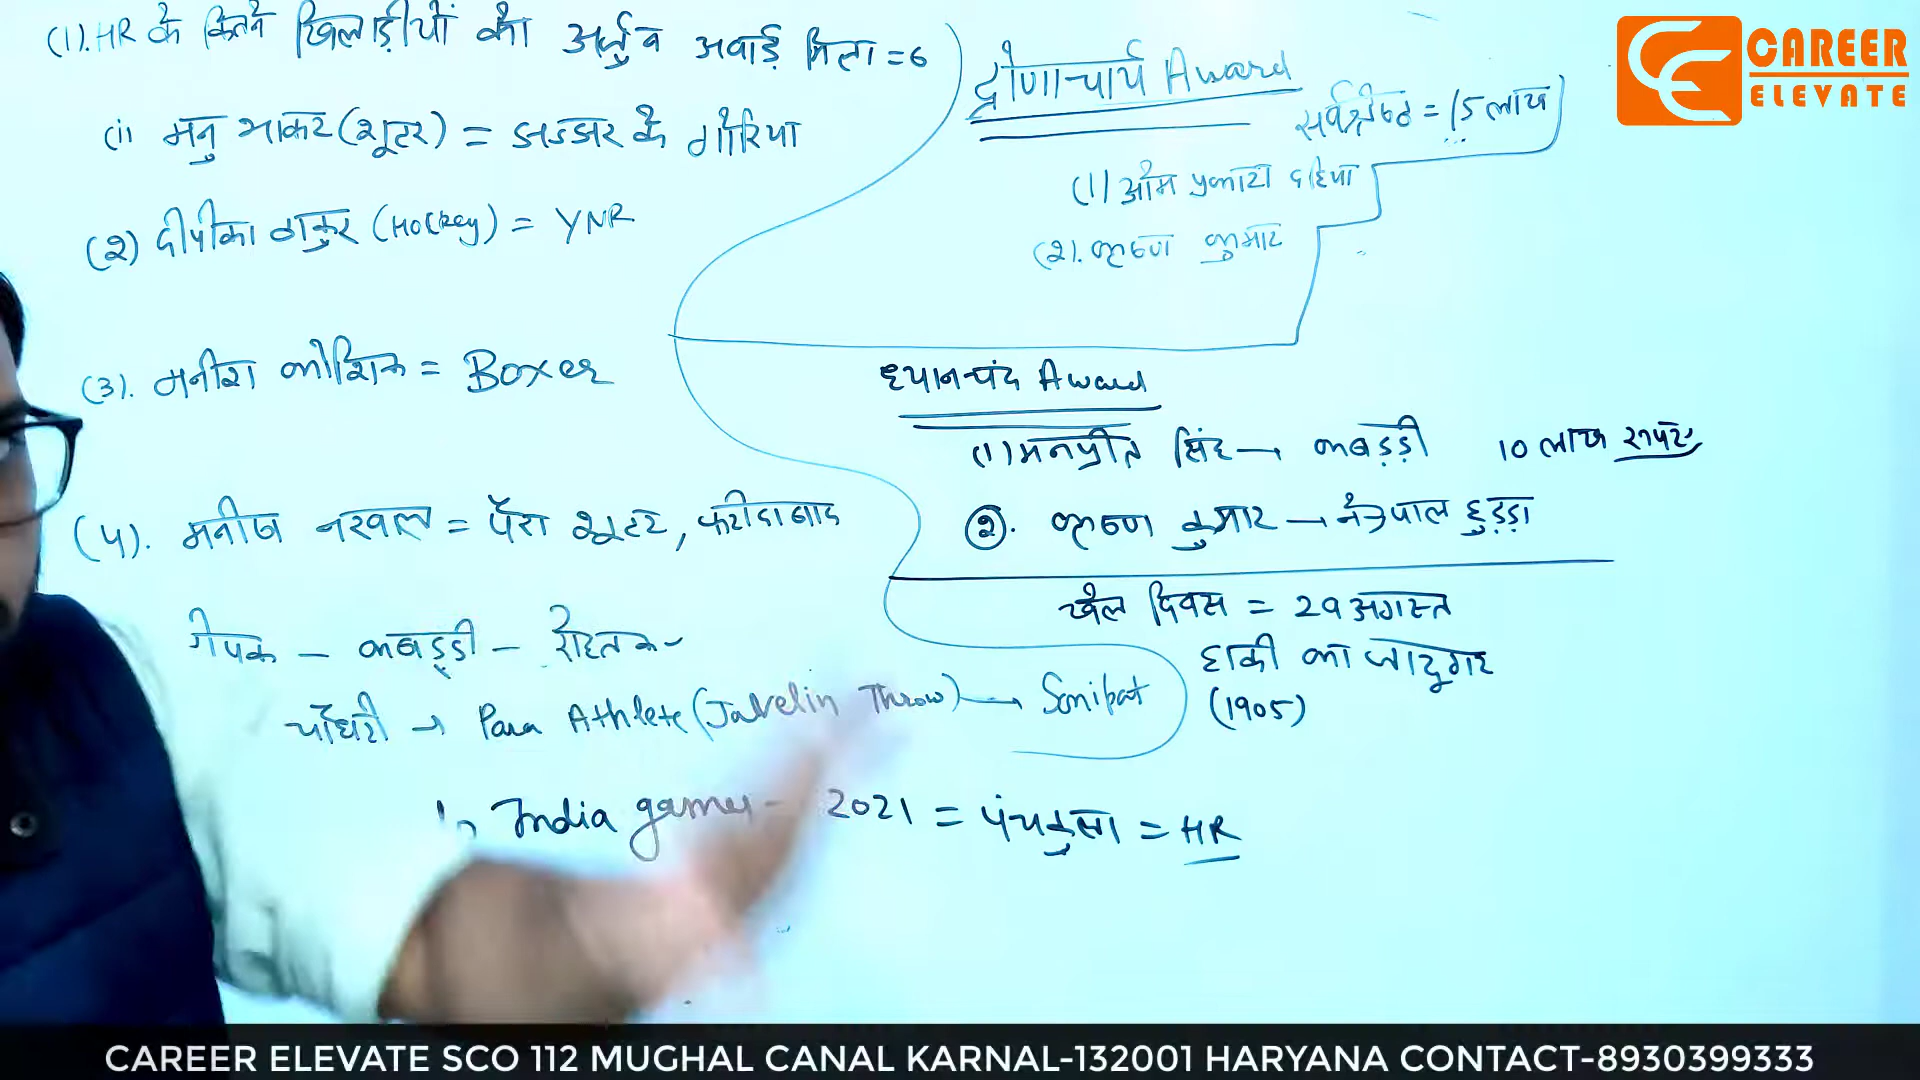 (1).HR के कितने खिलाड़ीयों को अर्जुन अवार्ड मिला = 6
(i) मनु भाकर (शूटर) = झज्जर के गोरिया
(2) दीपीका ठाकुर (Hockey) = YNR
(3). मनीश कोशिक = Boxer
(4). मनीष नरवाल = पैरा शूटर, फरीदाबाद
दीपक - कबड्डी - रोहतक
चौधरी → Para Athlete (Javelin Throw) → Sonipat
India games - 2021 = पंचकुला = HR
द्रोणाचार्य Award
सर्वश्रेष्ठ = 15 लाख
(1) ओम प्रकाश दहिया
(2). कृष्ण कुमार
ध्यानचंद Award
(1) मनप्रीत सिंह → कबड्डी 10 लाख रुपये
2. कृष्ण कुमार → नेत्रपाल हुड्डा
खेल दिवस = 29 अगस्त
हाकी का जादूगर
(1905)
CAREER
ELEVATE
CAREER ELEVATE SCO 112 MUGHAL CANAL KARNAL-132001 HARYANA CONTACT-8930399333